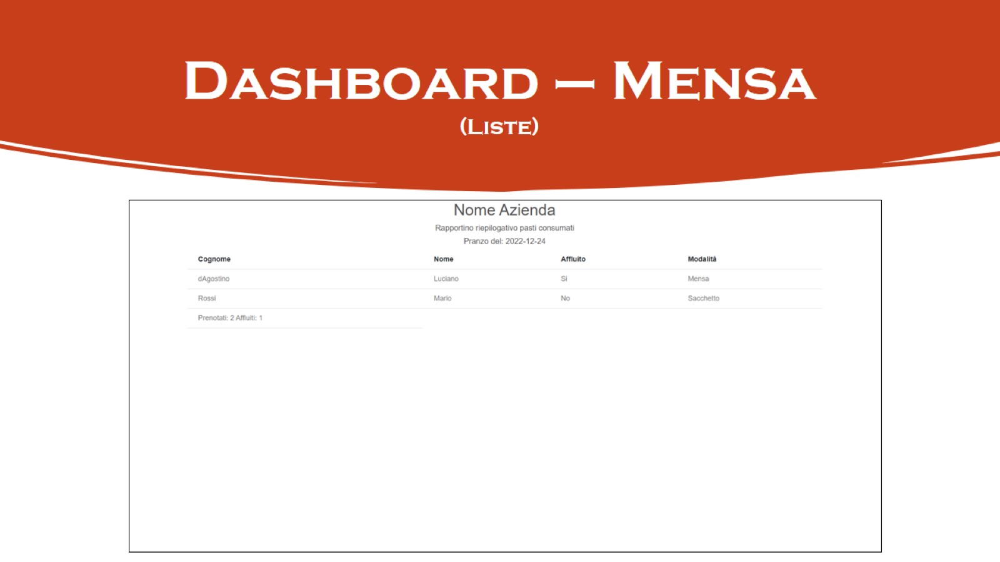 Dashboard – Mensa
(Liste)
Nome Azienda
Rapportino riepilogativo pasti consumati
Pranzo del: 2022-12-24
Cognome Nome Affluito Modalità
dAgostino Luciano Si Mensa
Rossi Mario No Sacchetto
Prenotati: 2 Affluiti: 1